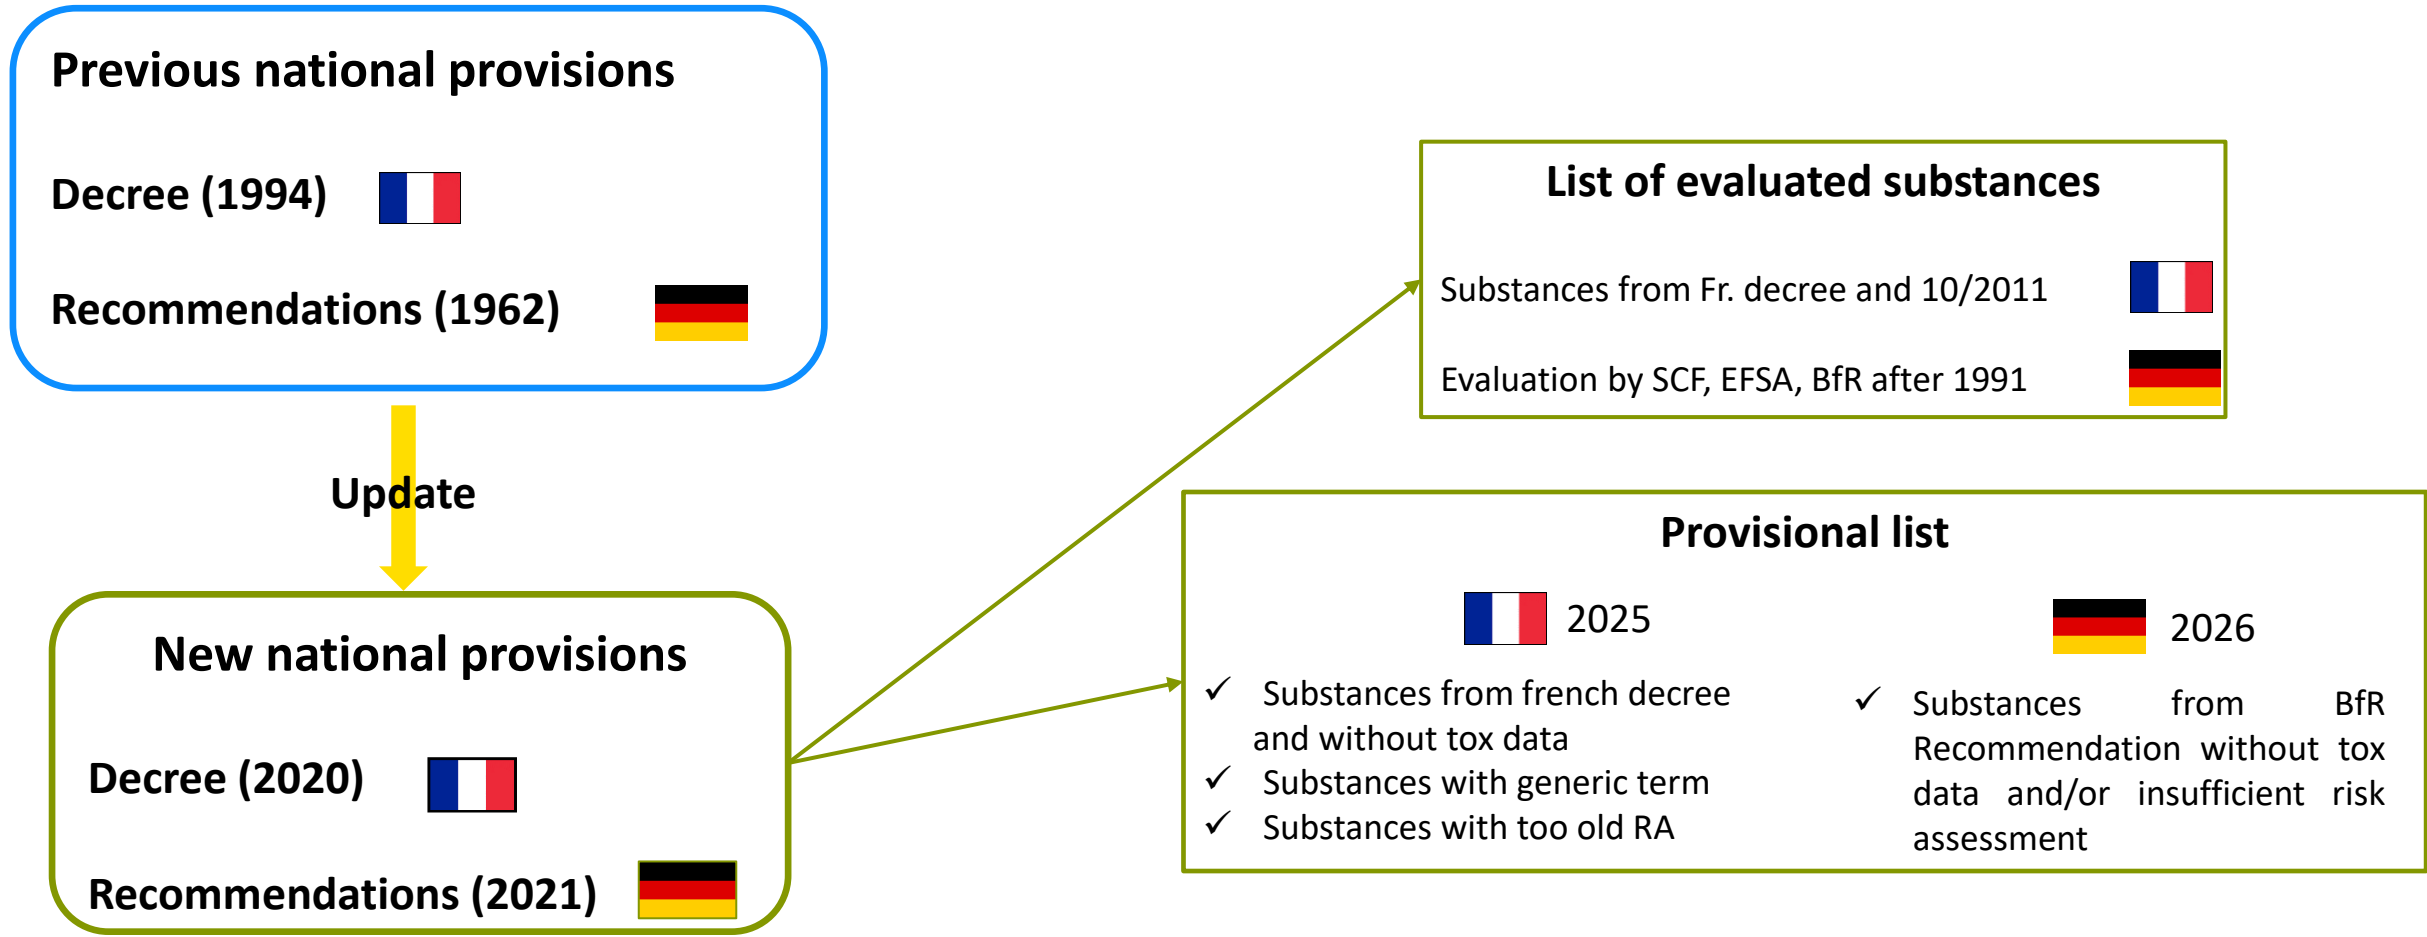 Previous national provisions
Decree (1994)
Recommendations (1962)
Update
New national provisions
Decree (2020)
Recommendations (2021)
List of evaluated substances
Substances from Fr. decree and 10/2011
Evaluation by SCF, EFSA, BfR after 1991
Provisional list
2025
✓ Substances from french decree
and without tox data
✓ Substances with generic term
✓ Substances with too old RA
2026
✓ Substances from BfR
Recommendation without tox
data and/or insufficient risk
assessment